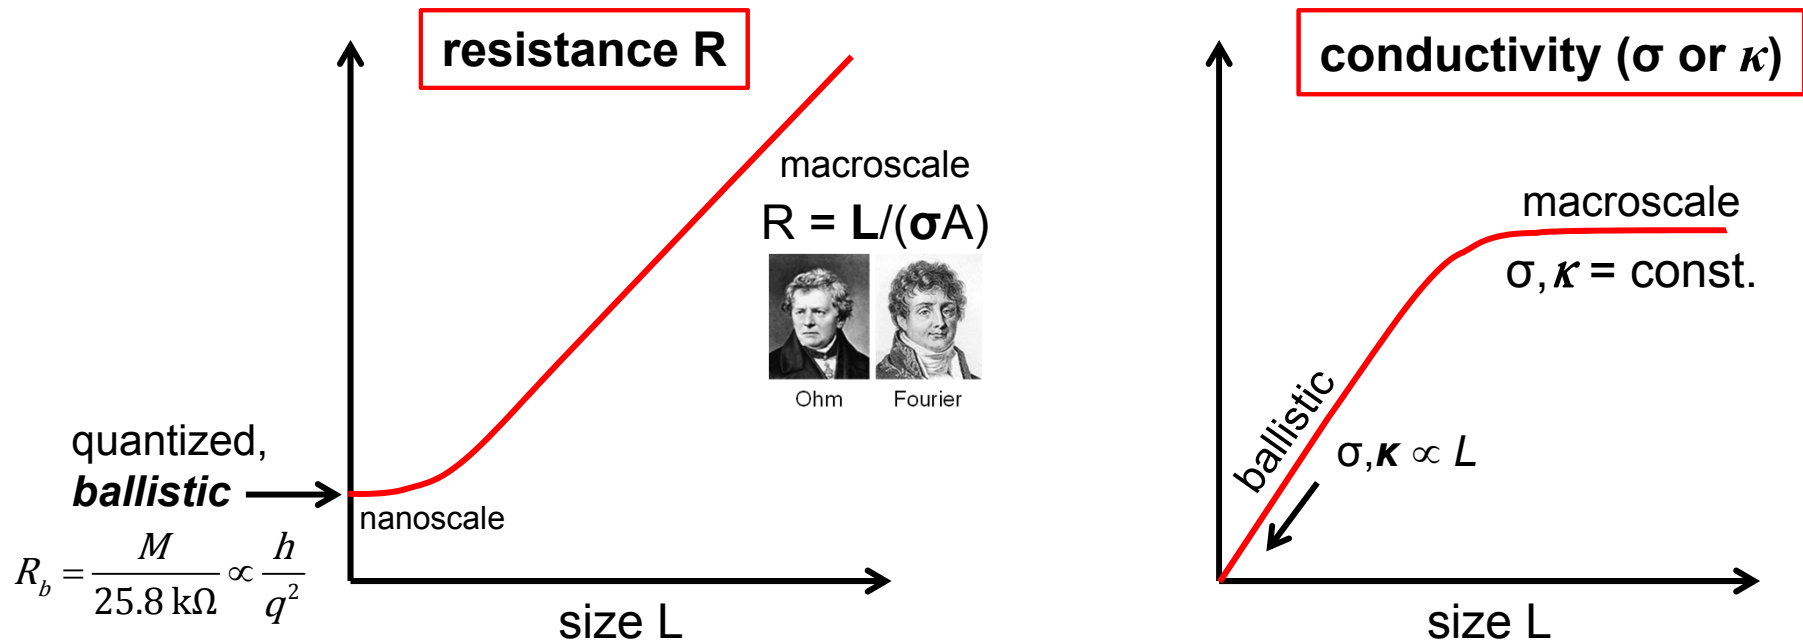 resistance R
macroscale
R = L/(σA)
Ohm Fourier
quantized,
ballistic
nanoscale
R_b = M / 25.8 kΩ ∝ h / q²
size L
conductivity (σ or κ)
macroscale
σ, κ = const.
ballistic
σ, κ ∝ L
size L